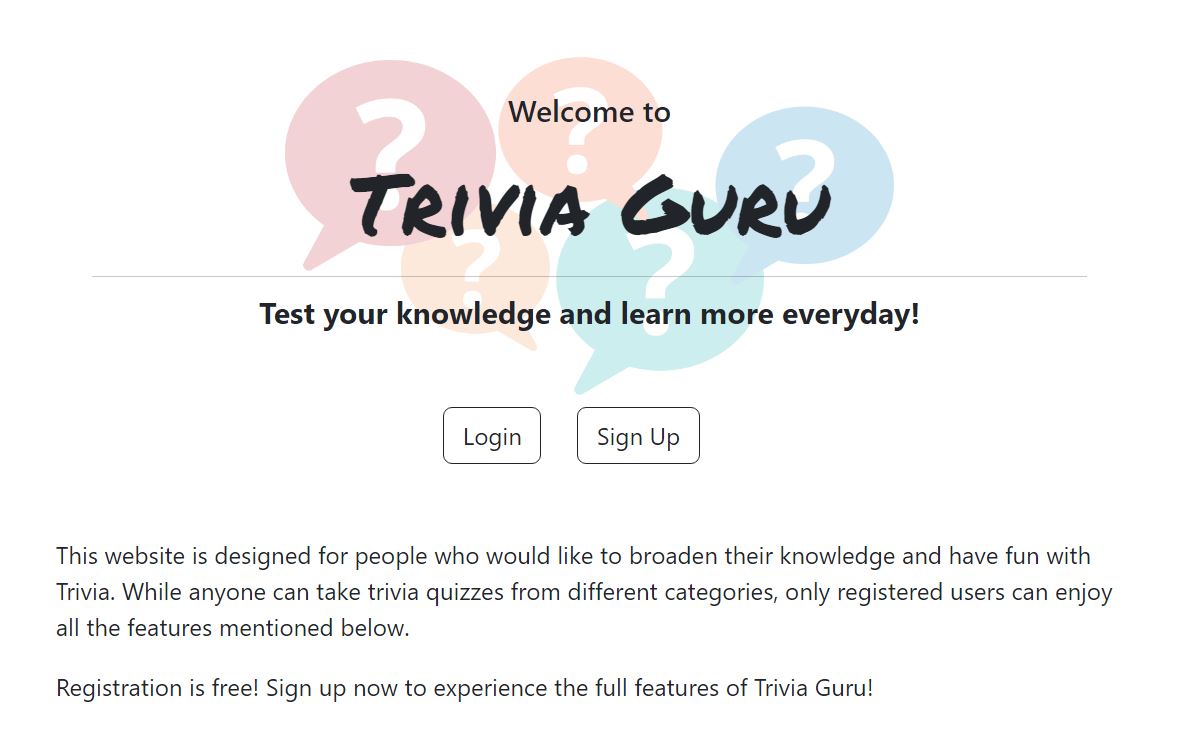 Welcome to
Trivia Guru
Test your knowledge and learn more everyday!
Login Sign Up
This website is designed for people who would like to broaden their knowledge and have fun with
Trivia. While anyone can take trivia quizzes from different categories, only registered users can enjoy
all the features mentioned below.
Registration is free! Sign up now to experience the full features of Trivia Guru!